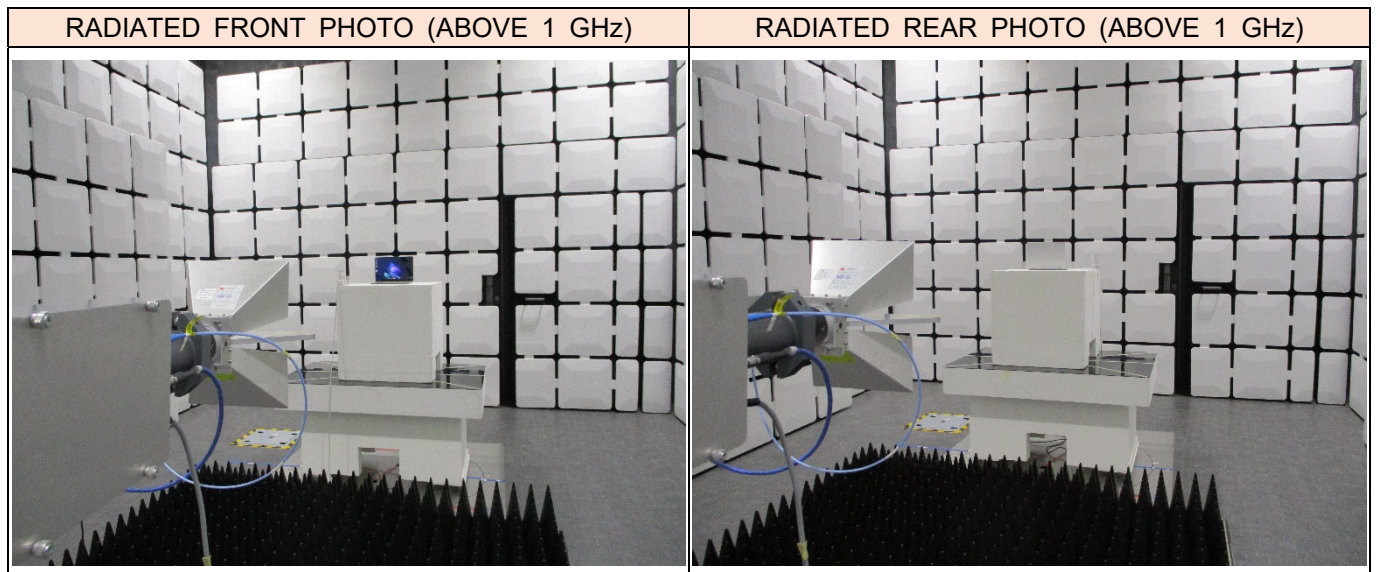 RADIATED FRONT PHOTO (ABOVE 1 GHz)
RADIATED REAR PHOTO (ABOVE 1 GHz)